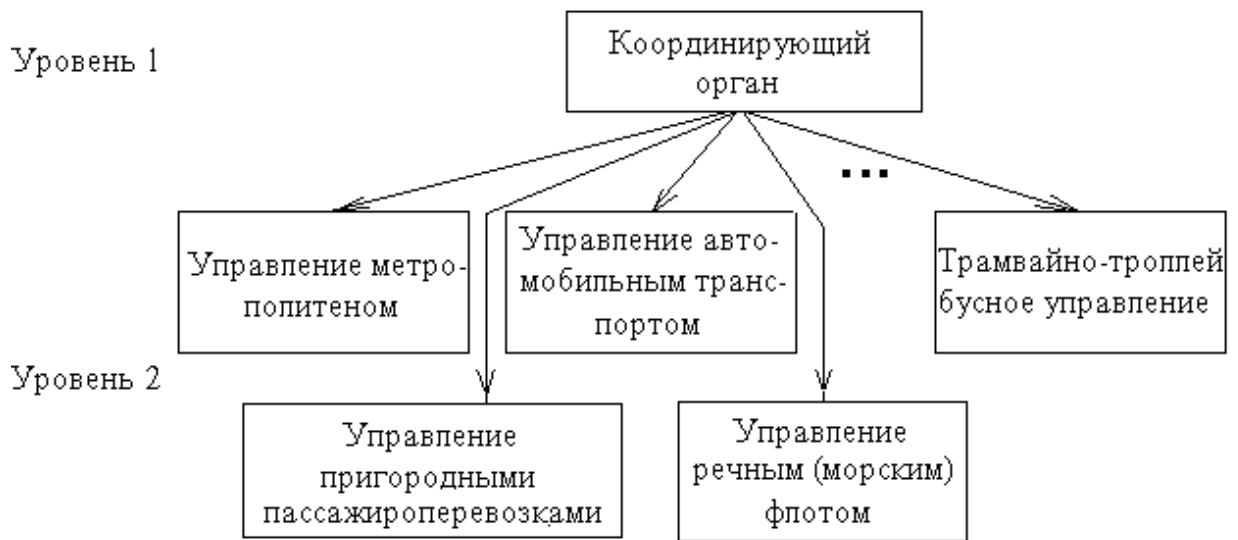 Уровень 1
Координирующий
орган
...
Управление метро-
политеном
Управление авто-
мобильным транс-
портом
Трамвайно-троллей
бусное управление
Уровень 2
Управление
пригородными
пассажироперевозками
Управление
речным (морским)
флотом